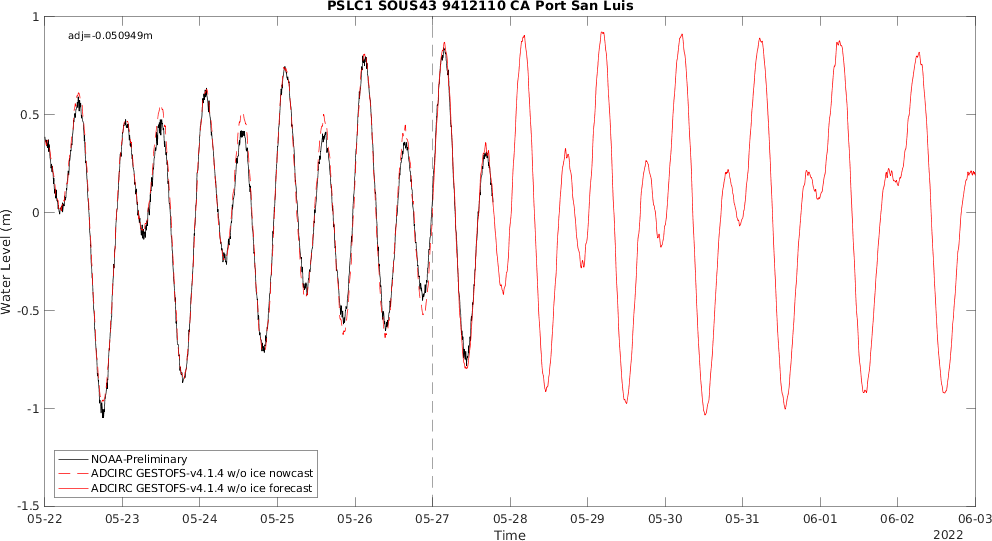 PSLC1 SOUS43 9412110 CA Port San Luis
adj=-0.050949m
1
0.5
0
-0.5
-1
-1.5
Water Level (m)
NOAA-Preliminary
ADCIRC GESTOFS-v4.1.4 w/o ice nowcast
ADCIRC GESTOFS-v4.1.4 w/o ice forecast
05-22 05-23 05-24 05-25 05-26 05-27 05-28 05-29 05-30 05-31 06-01 06-02 06-03
Time
2022